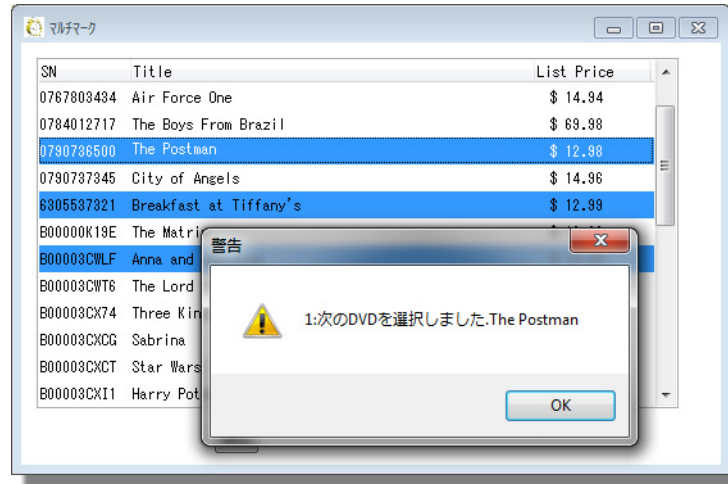 マルチマーク
SN Title List Price
0767803434 Air Force One $ 14.94
0784012717 The Boys From Brazil $ 69.98
0790736500 The Postman $ 12.98
0790737345 City of Angels $ 14.96
6305537321 Breakfast at Tiffany's $ 12.99
B00000K19E The Matri
B00003CWLF Anna and
B00003CWT6 The Lord
B00003CX74 Three Kin
B00003CXCG Sabrina
B00003CXCT Star Wars
B00003CXI1 Harry Pot
警告
1:次のDVDを選択しました.The Postman
OK